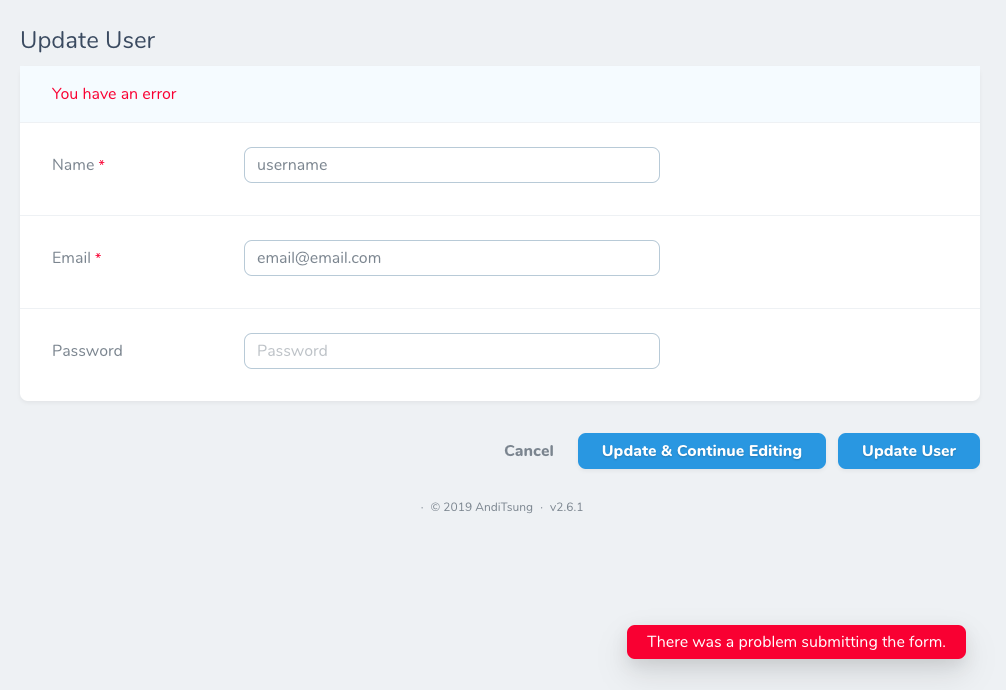 Update User
You have an error
Name *
username
Email *
email@email.com
Password
Password
Cancel
Update & Continue Editing
Update User
· © 2019 AndiTsung · v2.6.1
There was a problem submitting the form.